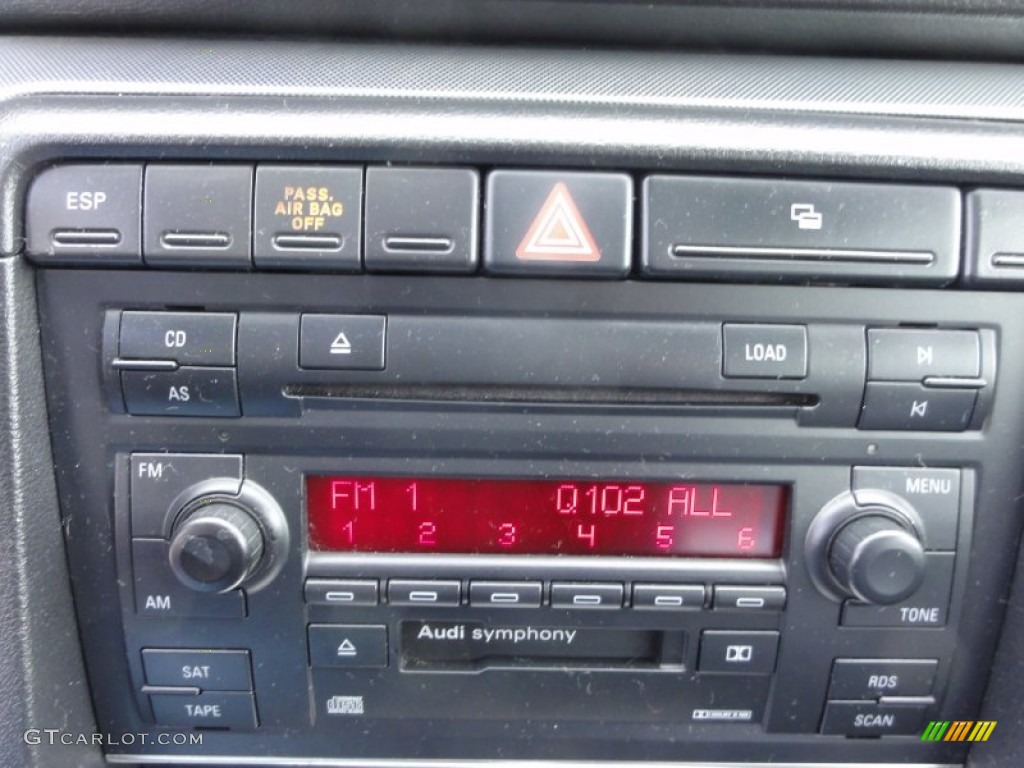 ESP
PASS.
AIR BAG
OFF
CD
LOAD
AS
FM
FM 1 Q102 ALL
1 2 3 4 5 6
MENU
AM
TONE
Audi symphony
SAT
TAPE
RDS
SCAN
GTCARLOT.COM